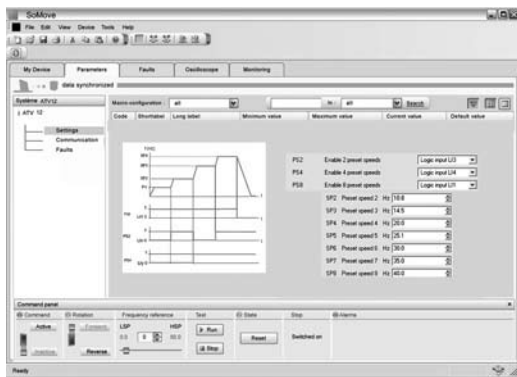 SoMove
File Edit View Device Tools Help
My Device Parameters Faults Oscilloscope Monitoring
data synchronized
Système ATV12
ATV 12
Settings
Communication
Faults
Macro-configuration : all In : all Search
Code Shortlabel Long label Minimum value Maximum value Current value Default value
PS2 Enable 2 preset speeds Logic input LI3
PS4 Enable 4 preset speeds Logic input LI4
PS8 Enable 8 preset speeds Logic input LI1
SP2 Preset speed 2 Hz 10.0
SP3 Preset speed 3 Hz 14.5
SP4 Preset speed 4 Hz 20.0
SP5 Preset speed 5 Hz 25.1
SP6 Preset speed 6 Hz 30.0
SP7 Preset speed 7 Hz 35.0
SP8 Preset speed 8 Hz 40.0
Command panel
Command Rotation Frequency reference Test State Stop Alarms
Active Forward LSP HSP Run
Inactive Reverse 0.0 0 50.0 Stop Reset Switched on
Ready